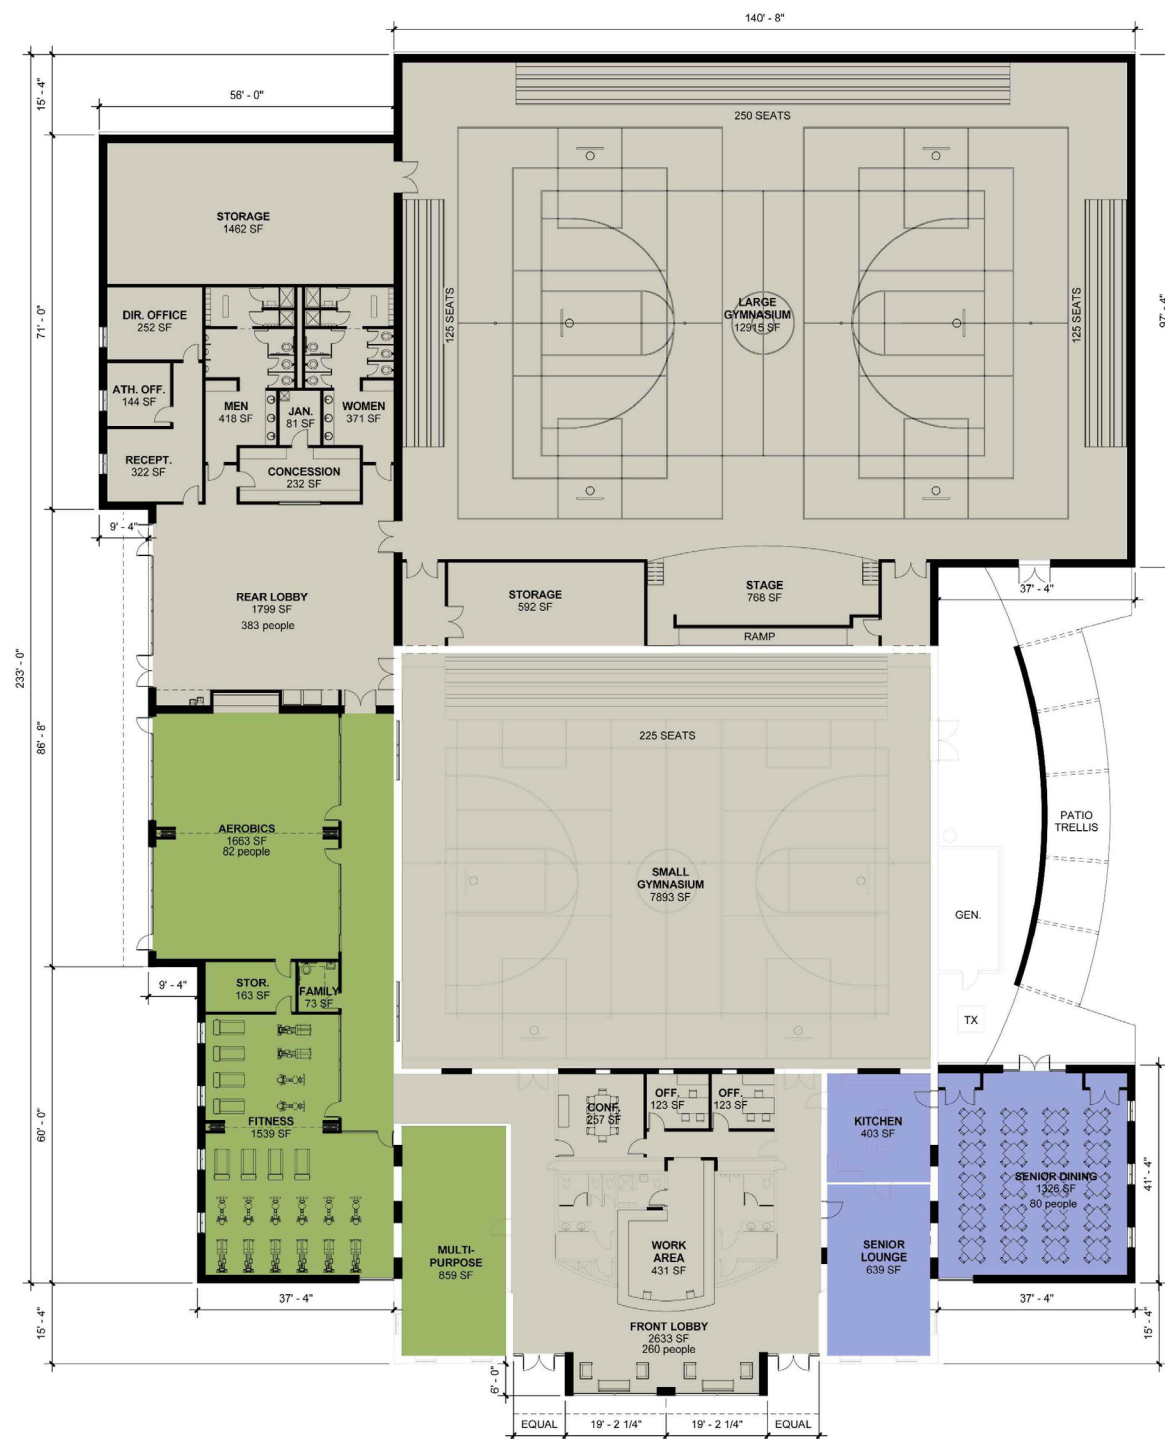 140' - 8"
56' - 0"
15' - 4"
250 SEATS
STORAGE
1462 SF
71' - 0"
97' - 4"
DIR. OFFICE
252 SF
LARGE
GYMNASIUM
12915 SF
125 SEATS
125 SEATS
ATH. OFF.
144 SF
MEN
418 SF
JAN.
81 SF
WOMEN
371 SF
RECEPT.
322 SF
CONCESSION
232 SF
9' - 4"
REAR LOBBY
1799 SF
383 people
STORAGE
592 SF
STAGE
768 SF
RAMP
37' - 4"
233' - 0"
86' - 8"
225 SEATS
AEROBICS
1663 SF
82 people
PATIO
TRELLIS
SMALL
GYMNASIUM
7893 SF
GEN.
9' - 4"
STOR.
163 SF
FAMILY
73 SF
TX
60' - 0"
FITNESS
1539 SF
CONF.
257 SF
OFF.
123 SF
OFF.
123 SF
KITCHEN
403 SF
SENIOR DINING
1326 SF
80 people
41' - 4"
MULTI-
PURPOSE
859 SF
WORK
AREA
431 SF
SENIOR
LOUNGE
639 SF
37' - 4"
37' - 4"
15' - 4"
15' - 4"
FRONT LOBBY
2633 SF
260 people
6' - 0"
EQUAL
19' - 2 1/4"
19' - 2 1/4"
EQUAL